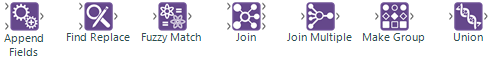 Append Fields
Find Replace
Fuzzy Match
Join
Join Multiple
Make Group
Union